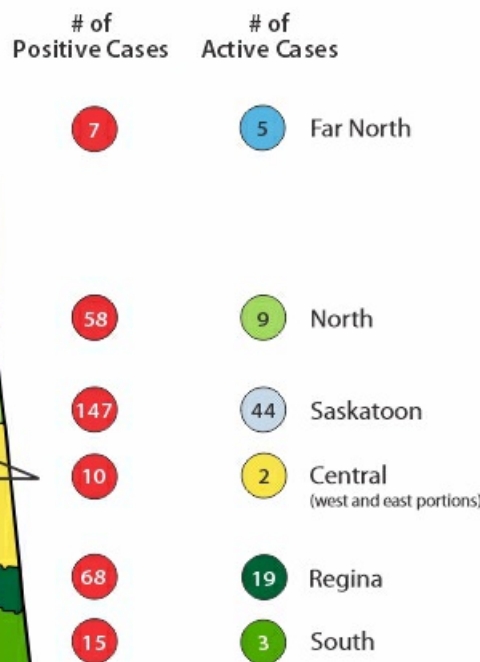 # of # of
Positive Cases Active Cases
7 5 Far North
58 9 North
147 44 Saskatoon
10 2 Central
(west and east portions)
68 19 Regina
15 3 South